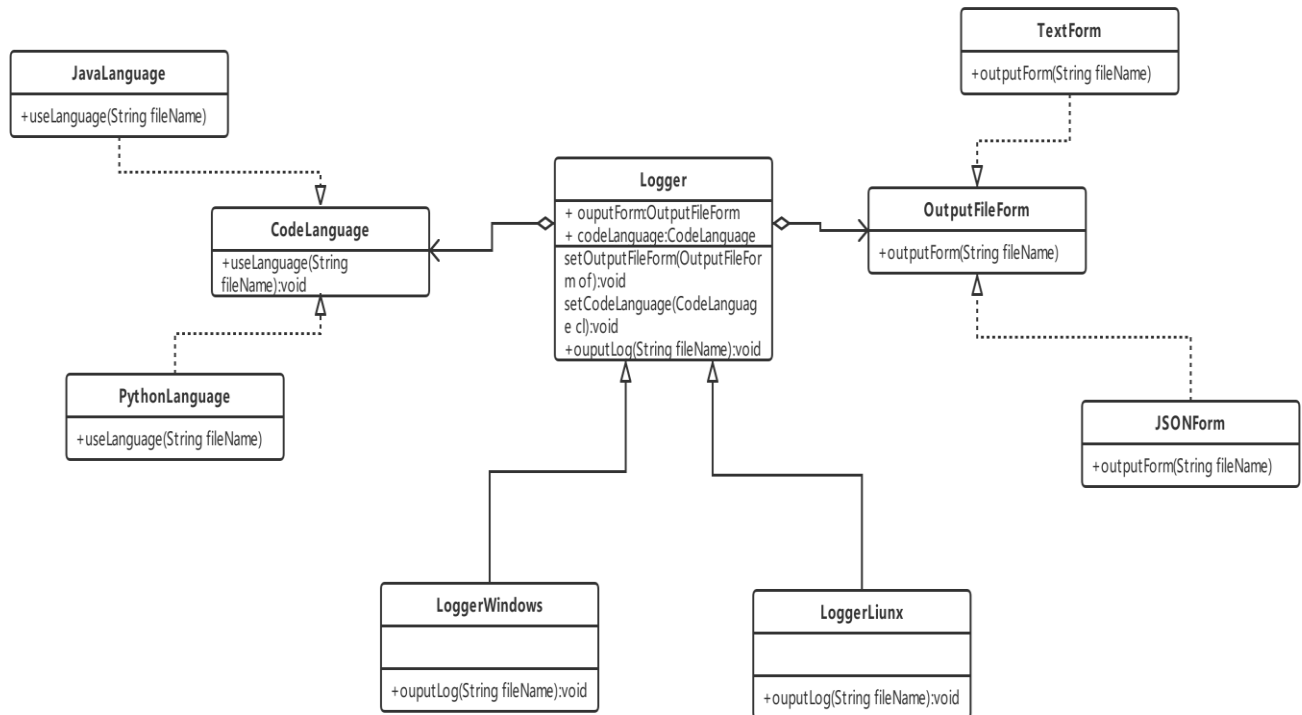 TextForm
+outputForm(String fileName)
JavaLanguage
+useLanguage(String fileName)
Logger
+ ouputForm:OutputFileForm
+ codeLanguage:CodeLanguage
setOutputFileForm(OutputFileFor
m of):void
setCodeLanguage(CodeLanguag
e cl):void
+ouputLog(String fileName):void
OutputFileForm
+outputForm(String fileName)
CodeLanguage
+useLanguage(String
fileName):void
PythonLanguage
+useLanguage(String fileName)
JSONForm
+outputForm(String fileName)
LoggerWindows
+ouputLog(String fileName):void
LoggerLiunx
+ouputLog(String fileName):void